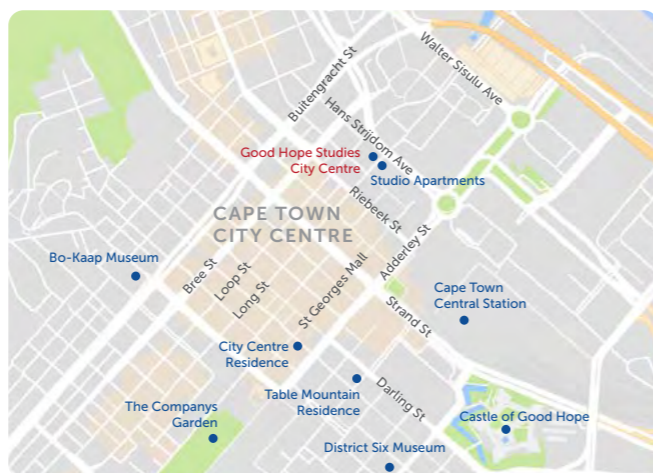 Walter Sisulu Ave
Buitengracht St
Hans Strijdom Ave
Good Hope Studies
City Centre
Studio Apartments
Riebeek St
CAPE TOWN
CITY CENTRE
Adderley St
Bo-Kaap Museum
Bree St
Loop St
Long St
St Georges Mall
Cape Town
Central Station
Strand St
City Centre
Residence
Table Mountain
Residence
Darling St
The Companys
Garden
Castle of Good Hope
District Six Museum